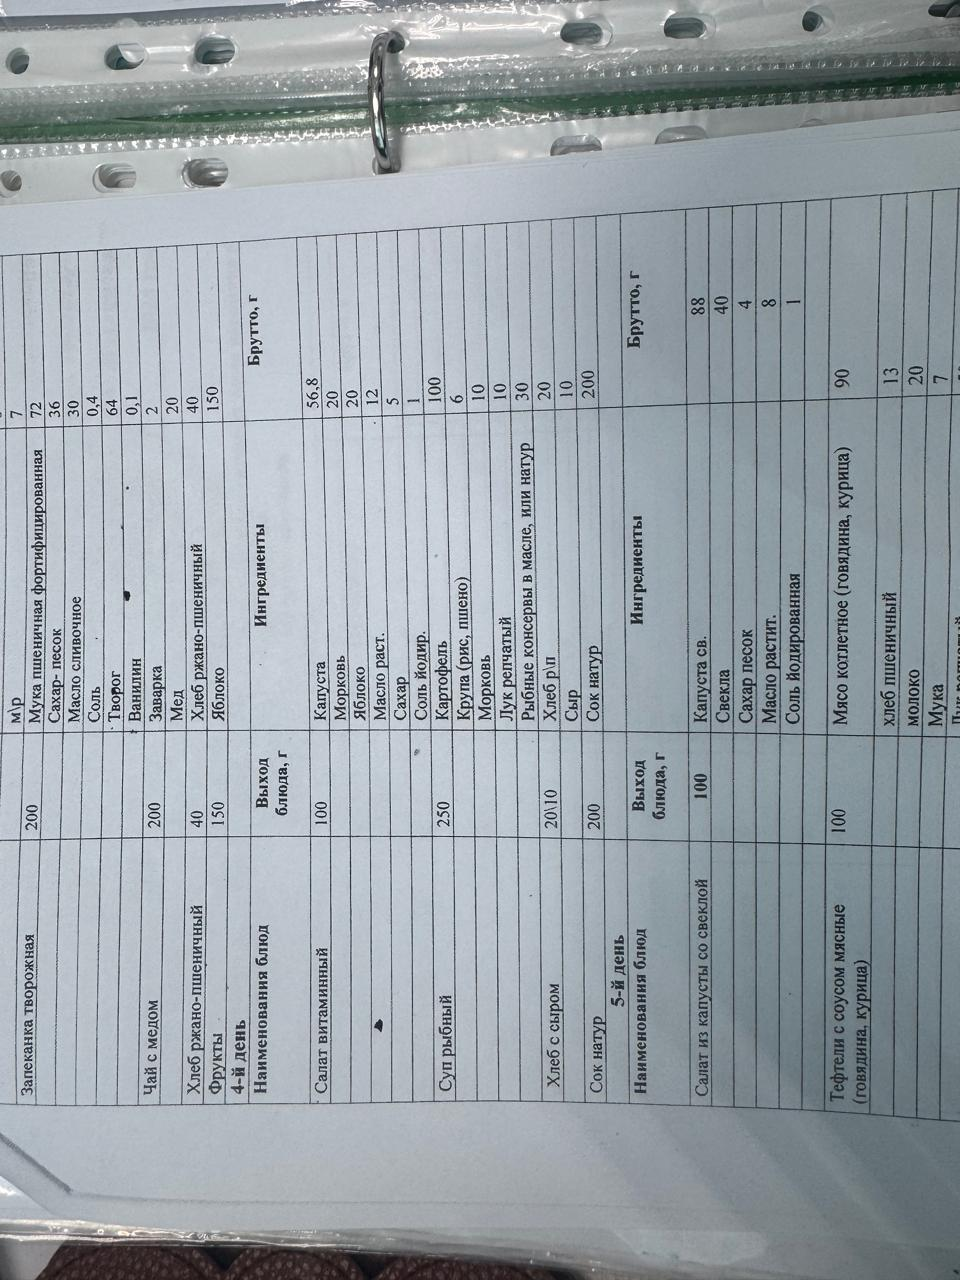 м\р 7
Запеканка творожная 200 Мука пшеничная фортифицированная 72
Сахар- песок 36
Масло сливочное 30
Соль 0,4
Творог 64
Ванилин 0,1
Чай с медом 200 Заварка 2
Мед 20
Хлеб ржано-пшеничный 40 Хлеб ржано-пшеничный 40
Фрукты 150 Яблоко 150
4-й день
Наименования блюд Выход блюда, г Ингредиенты Брутто, г
Салат витаминный 100 Капуста 56,8
Морковь 20
Яблоко 20
Масло раст. 12
Сахар 5
Соль йодир. 1
Суп рыбный 250 Картофель 100
Крупа (рис, пшено) 6
Морковь 10
Лук репчатый 10
Рыбные консервы в масле, или натур 30
Хлеб с сыром 20\10 Хлеб р\п 20
Сыр 10
Сок натур 200 Сок натур 200
5-й день
Наименования блюд Выход блюда, г Ингредиенты Брутто, г
Салат из капусты со свеклой 100 Капуста св. 88
Свекла 40
Сахар песок 4
Масло растит. 8
Соль йодированная 1
Тефтели с соусом мясные (говядина, курица) 100 Мясо котлетное (говядина, курица) 90
хлеб пшеничный 13
молоко 20
Мука 7